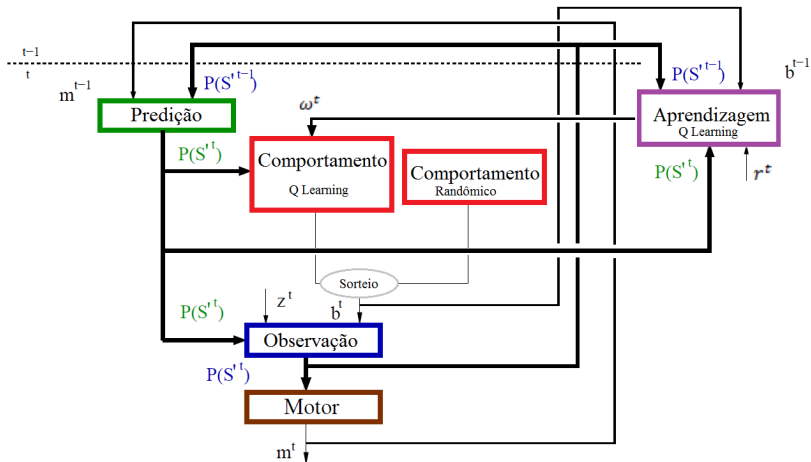 t−1
t
m^t−1
P(S'^t−1)
P(S'^t−1)
b^t−1
Predição
ω^t
Aprendizagem
Q Learning
P(S'^t)
Comportamento
Q Learning
Comportamento
Randômico
P(S'^t)
r^t
Sorteio
P(S'^t)
z^t
b^t
Observação
P(S'^t)
Motor
m^t